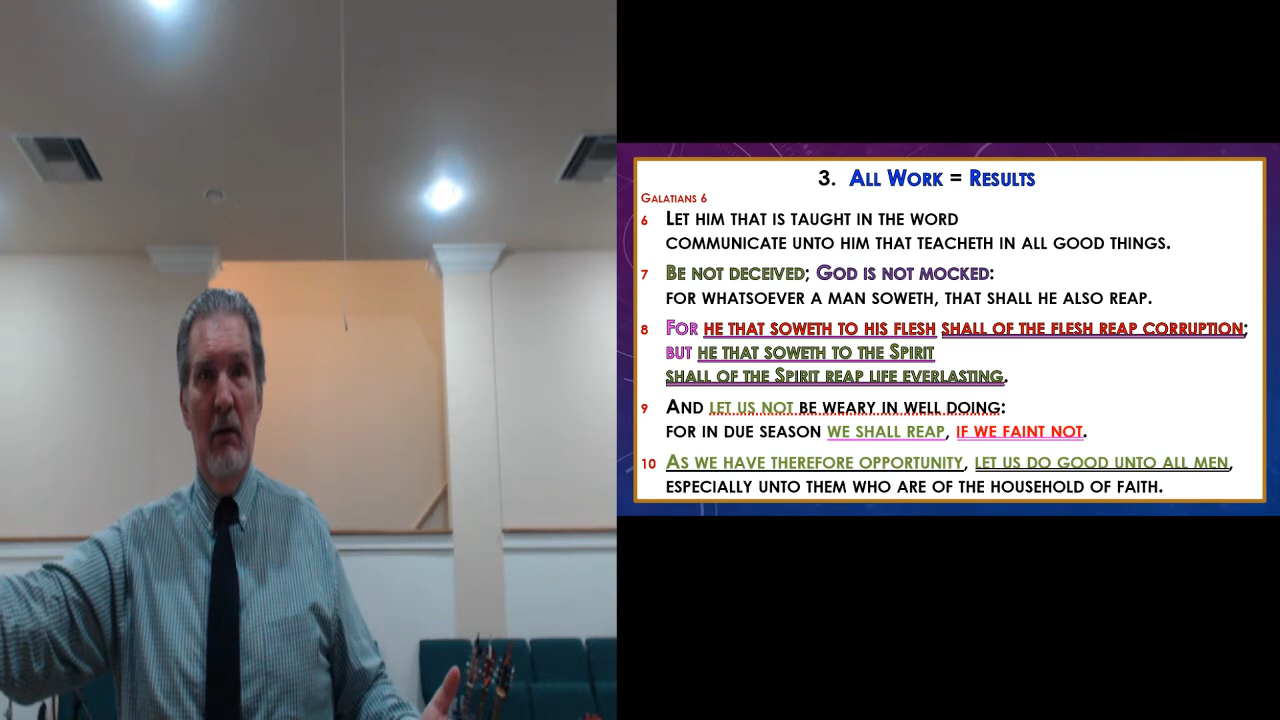 3. ALL WORK = RESULTS
GALATIANS 6
6 LET HIM THAT IS TAUGHT IN THE WORD
COMMUNICATE UNTO HIM THAT TEACHETH IN ALL GOOD THINGS.
7 BE NOT DECEIVED; GOD IS NOT MOCKED:
FOR WHATSOEVER A MAN SOWETH, THAT SHALL HE ALSO REAP.
8 FOR HE THAT SOWETH TO HIS FLESH SHALL OF THE FLESH REAP CORRUPTION;
BUT HE THAT SOWETH TO THE SPIRIT
SHALL OF THE SPIRIT REAP LIFE EVERLASTING.
9 AND LET US NOT BE WEARY IN WELL DOING:
FOR IN DUE SEASON WE SHALL REAP, IF WE FAINT NOT.
10 AS WE HAVE THEREFORE OPPORTUNITY, LET US DO GOOD UNTO ALL MEN,
ESPECIALLY UNTO THEM WHO ARE OF THE HOUSEHOLD OF FAITH.